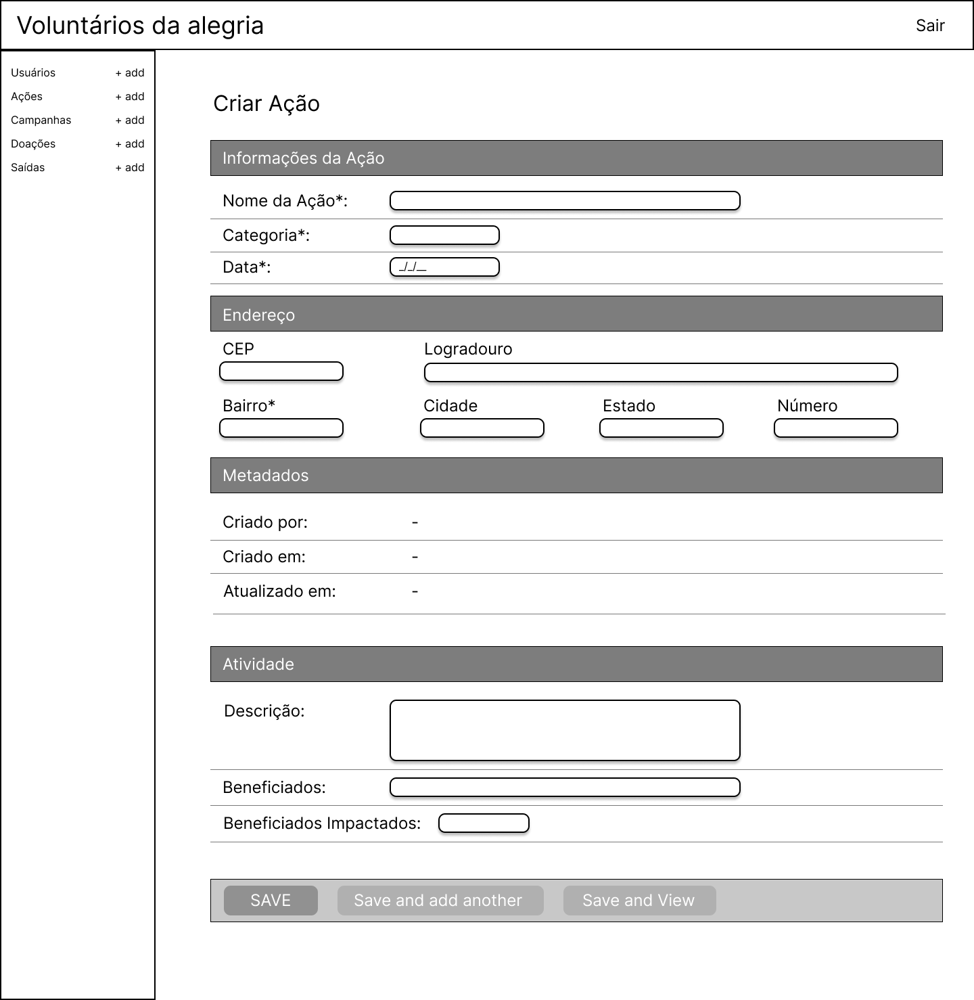 Voluntários da alegria
Sair
Usuários + add
Ações + add
Campanhas + add
Doações + add
Saídas + add
Criar Ação
Informações da Ação
Nome da Ação*:
Categoria*:
Data*: _/_/__
Endereço
CEP Logradouro
Bairro* Cidade Estado Número
Metadados
Criado por: -
Criado em: -
Atualizado em: -
Atividade
Descrição:
Beneficiados:
Beneficiados Impactados:
SAVE Save and add another Save and View